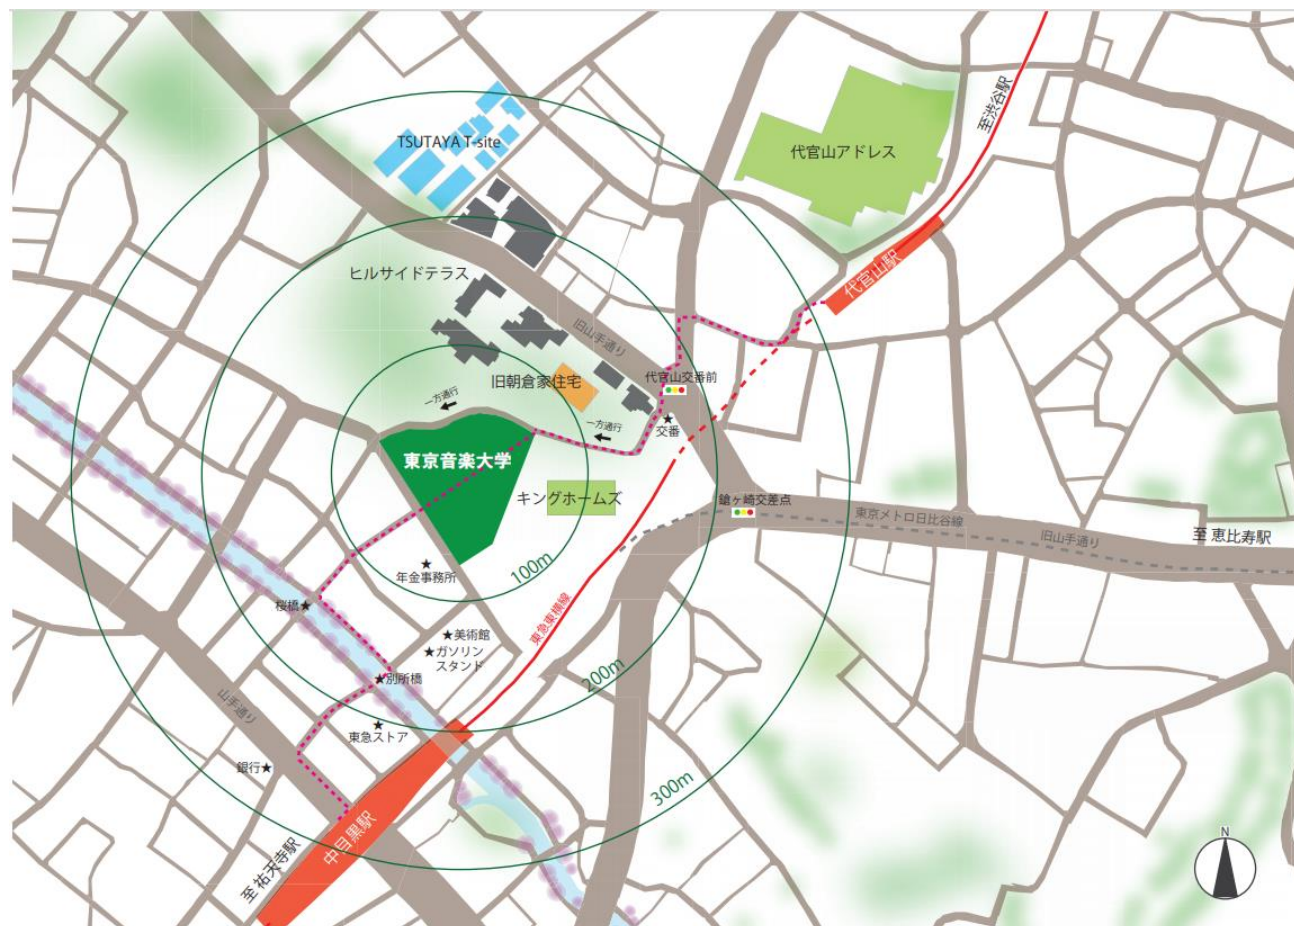 TSUTAYA T-site
代官山アドレス
至渋谷駅
代官山駅
ヒルサイドテラス
旧山手通り
旧朝倉家住宅
代官山交番前
一方通行
一方通行
交番
東京音楽大学
キングホームズ
鎗ヶ崎交差点
東京メトロ日比谷線
旧山手通り
至 恵比寿駅
年金事務所
100m
桜橋
美術館
ガソリン
スタンド
東急東横線
200m
別所橋
山手通り
東急ストア
銀行
300m
中目黒駅
至 祐天寺駅
N